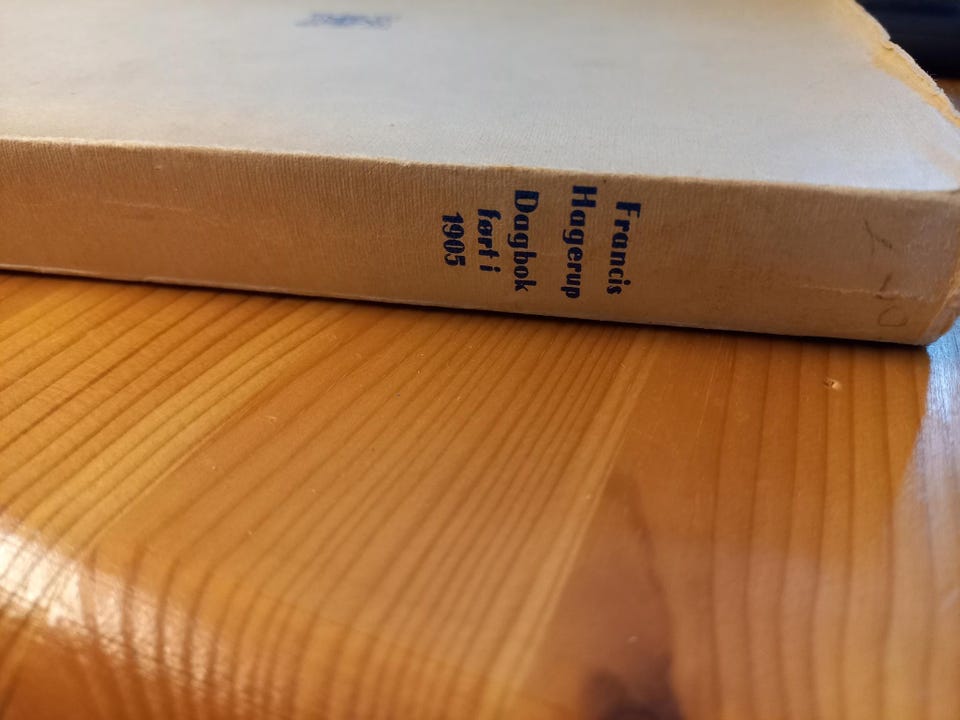 Francis
Hagerup
Dagbok
ført i
1905